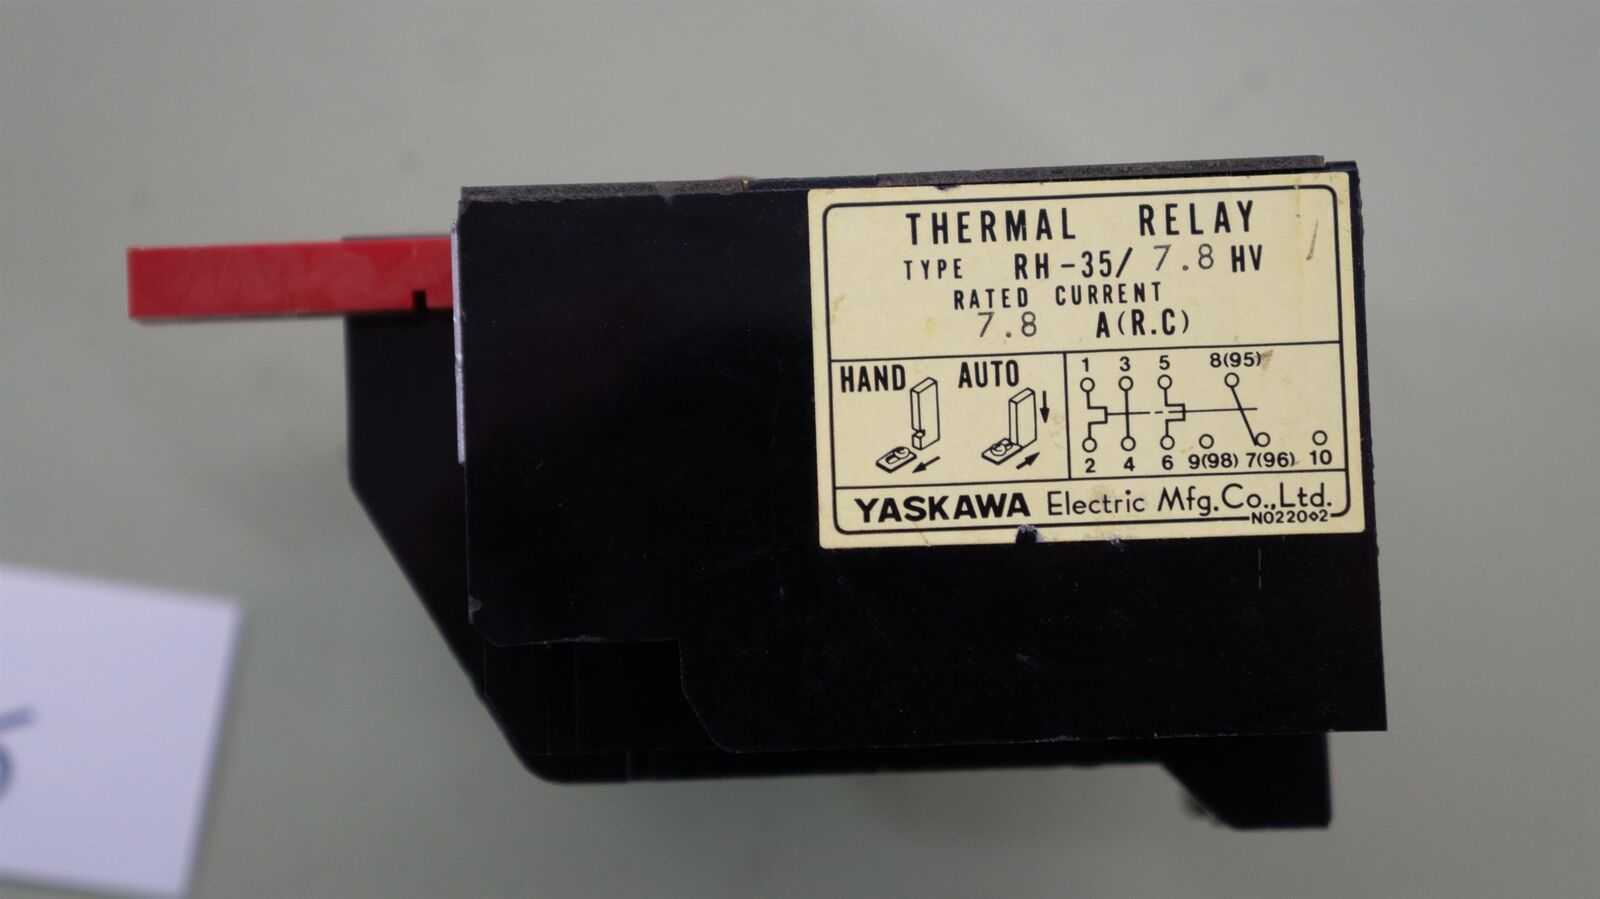 THERMAL RELAY
TYPE RH-35/ 7.8 HV
RATED CURRENT
7.8 A(R.C)
HAND AUTO
1 3 5 8(95)
2 4 6 9(98) 7(96) 10
YASKAWA Electric Mfg.Co.,Ltd.
N0220◇2